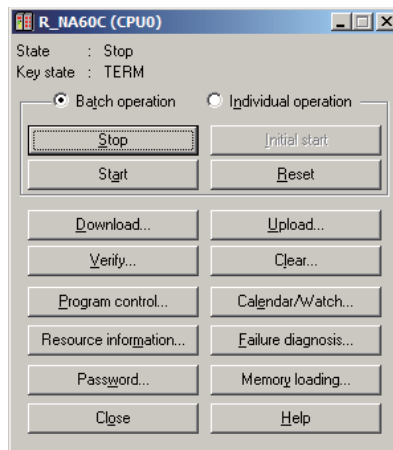 R_NA60C (CPU0)
State : Stop
Key state : TERM
Batch operation Individual operation
Stop Initial start
Start Reset
Download... Upload...
Verify... Clear...
Program control... Calendar/Watch...
Resource information... Failure diagnosis...
Password... Memory loading...
Close Help